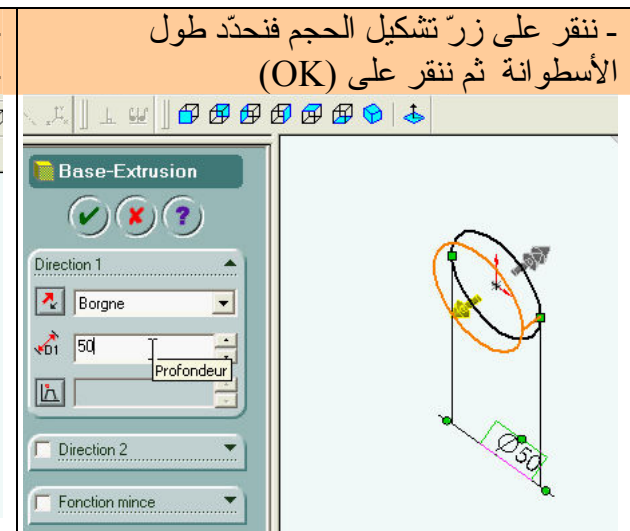 - ننقر على زرّ تشكيل الحجم فنحدّد طول
الأسطوانة ثم ننقر على (OK)
Base-Extrusion
Direction 1
Borgne
D1 50
Profondeur
Direction 2
Fonction mince
Ø50